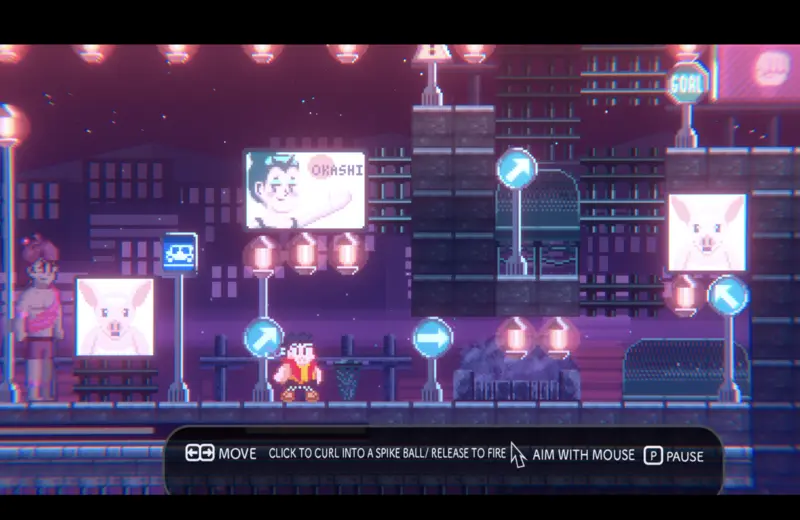 GOAL
OKASHI
MOVE CLICK TO CURL INTO A SPIKE BALL/ RELEASE TO FIRE AIM WITH MOUSE P PAUSE